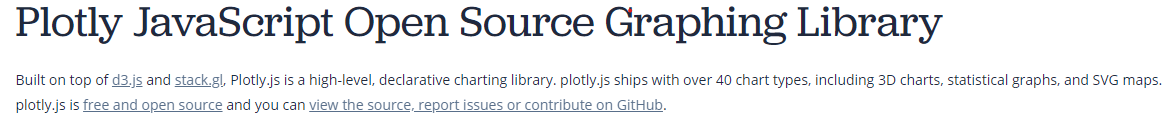 Plotly JavaScript Open Source Graphing Library
Built on top of d3.js and stack.gl, Plotly.js is a high-level, declarative charting library. plotly.js ships with over 40 chart types, including 3D charts, statistical graphs, and SVG maps.
plotly.js is free and open source and you can view the source, report issues or contribute on GitHub.